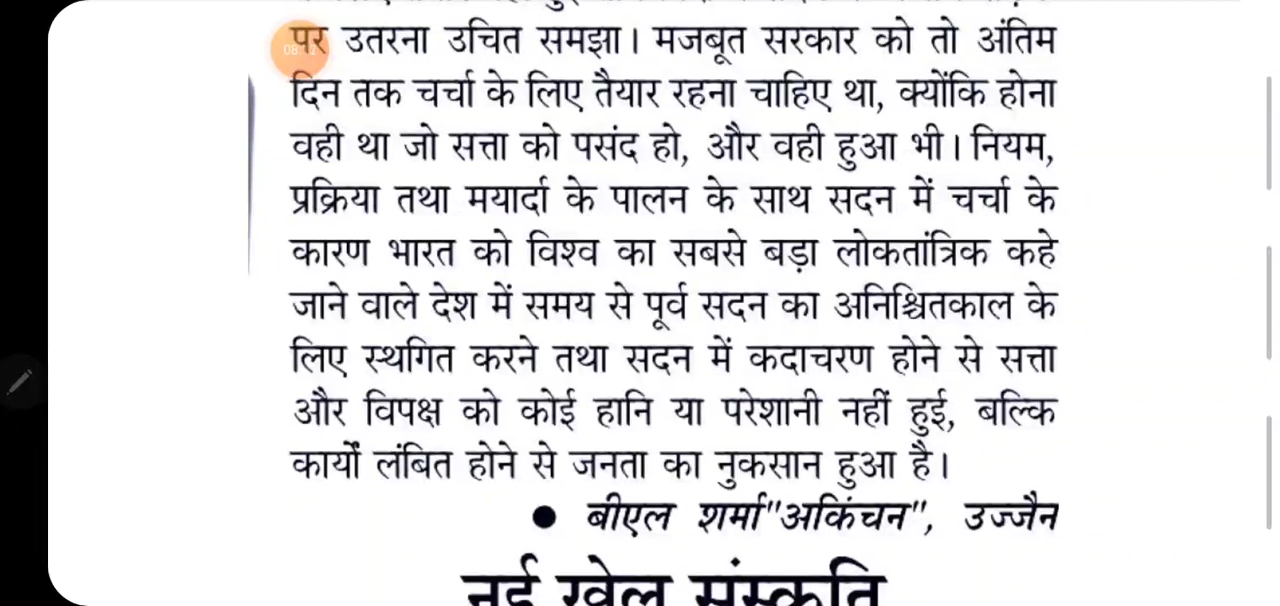 पर उतरना उचित समझा। मजबूत सरकार को तो अंतिम
दिन तक चर्चा के लिए तैयार रहना चाहिए था, क्योंकि होना
वही था जो सत्ता को पसंद हो, और वही हुआ भी। नियम,
प्रक्रिया तथा मयार्दा के पालन के साथ सदन में चर्चा के
कारण भारत को विश्व का सबसे बड़ा लोकतांत्रिक कहे
जाने वाले देश में समय से पूर्व सदन का अनिश्चितकाल के
लिए स्थगित करने तथा सदन में कदाचरण होने से सत्ता
और विपक्ष को कोई हानि या परेशानी नहीं हुई, बल्कि
कार्यों लंबित होने से जनता का नुकसान हुआ है।
● बीएल शर्मा"अकिंचन", उज्जैन
नई खेल संस्कृति